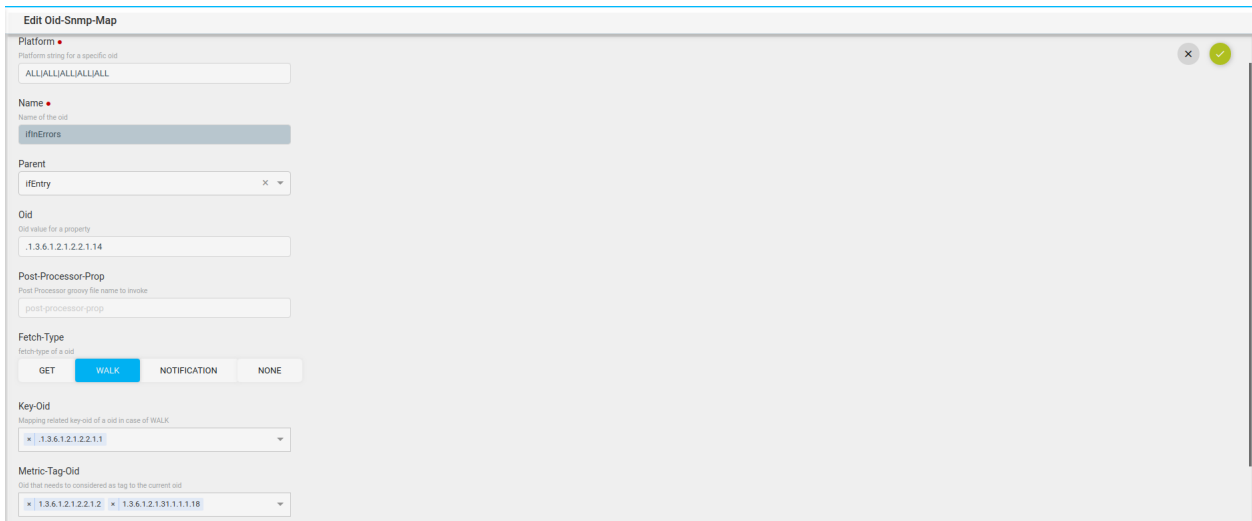 Edit Oid-Snmp-Map
Platform
Platform string for a specific oid
ALL|ALL|ALL|ALL|ALL
Name
Name of the oid
ifInErrors
Parent
ifEntry
Oid
Oid value for a property
.1.3.6.1.2.1.2.2.1.14
Post-Processor-Prop
Post Processor groovy file name to invoke
post-processor-prop
Fetch-Type
fetch-type of a oid
GET WALK NOTIFICATION NONE
Key-Oid
Mapping related key-oid of a oid in case of WALK
× .1.3.6.1.2.1.2.2.1.1
Metric-Tag-Oid
Oid that needs to considered as tag to the current oid
× 1.3.6.1.2.1.2.2.1.2 × 1.3.6.1.2.1.31.1.1.1.18